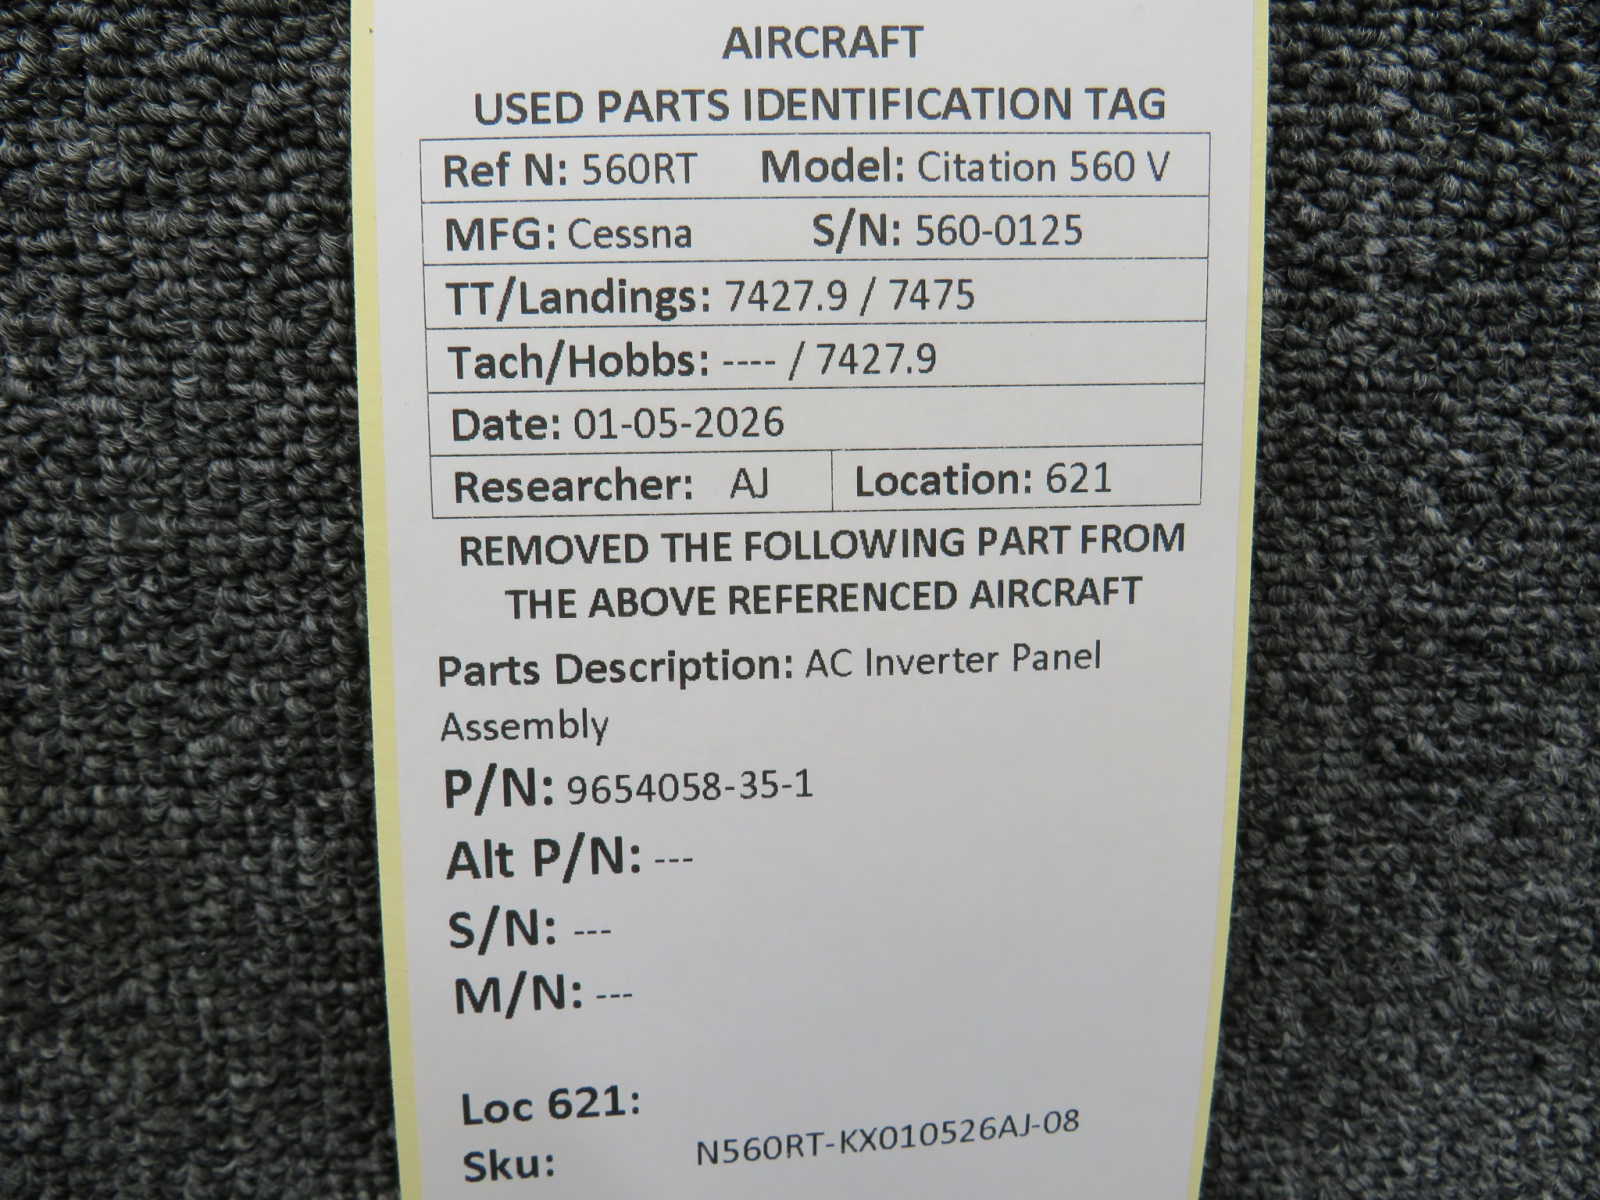 AIRCRAFT
USED PARTS IDENTIFICATION TAG
Ref N: 560RT Model: Citation 560 V
MFG: Cessna S/N: 560-0125
TT/Landings: 7427.9 / 7475
Tach/Hobbs: ---- / 7427.9
Date: 01-05-2026
Researcher: AJ Location: 621
REMOVED THE FOLLOWING PART FROM
THE ABOVE REFERENCED AIRCRAFT
Parts Description: AC Inverter Panel
Assembly
P/N: 9654058-35-1
Alt P/N: ---
S/N: ---
M/N: ---
Loc 621:
Sku: N560RT-KX010526AJ-08